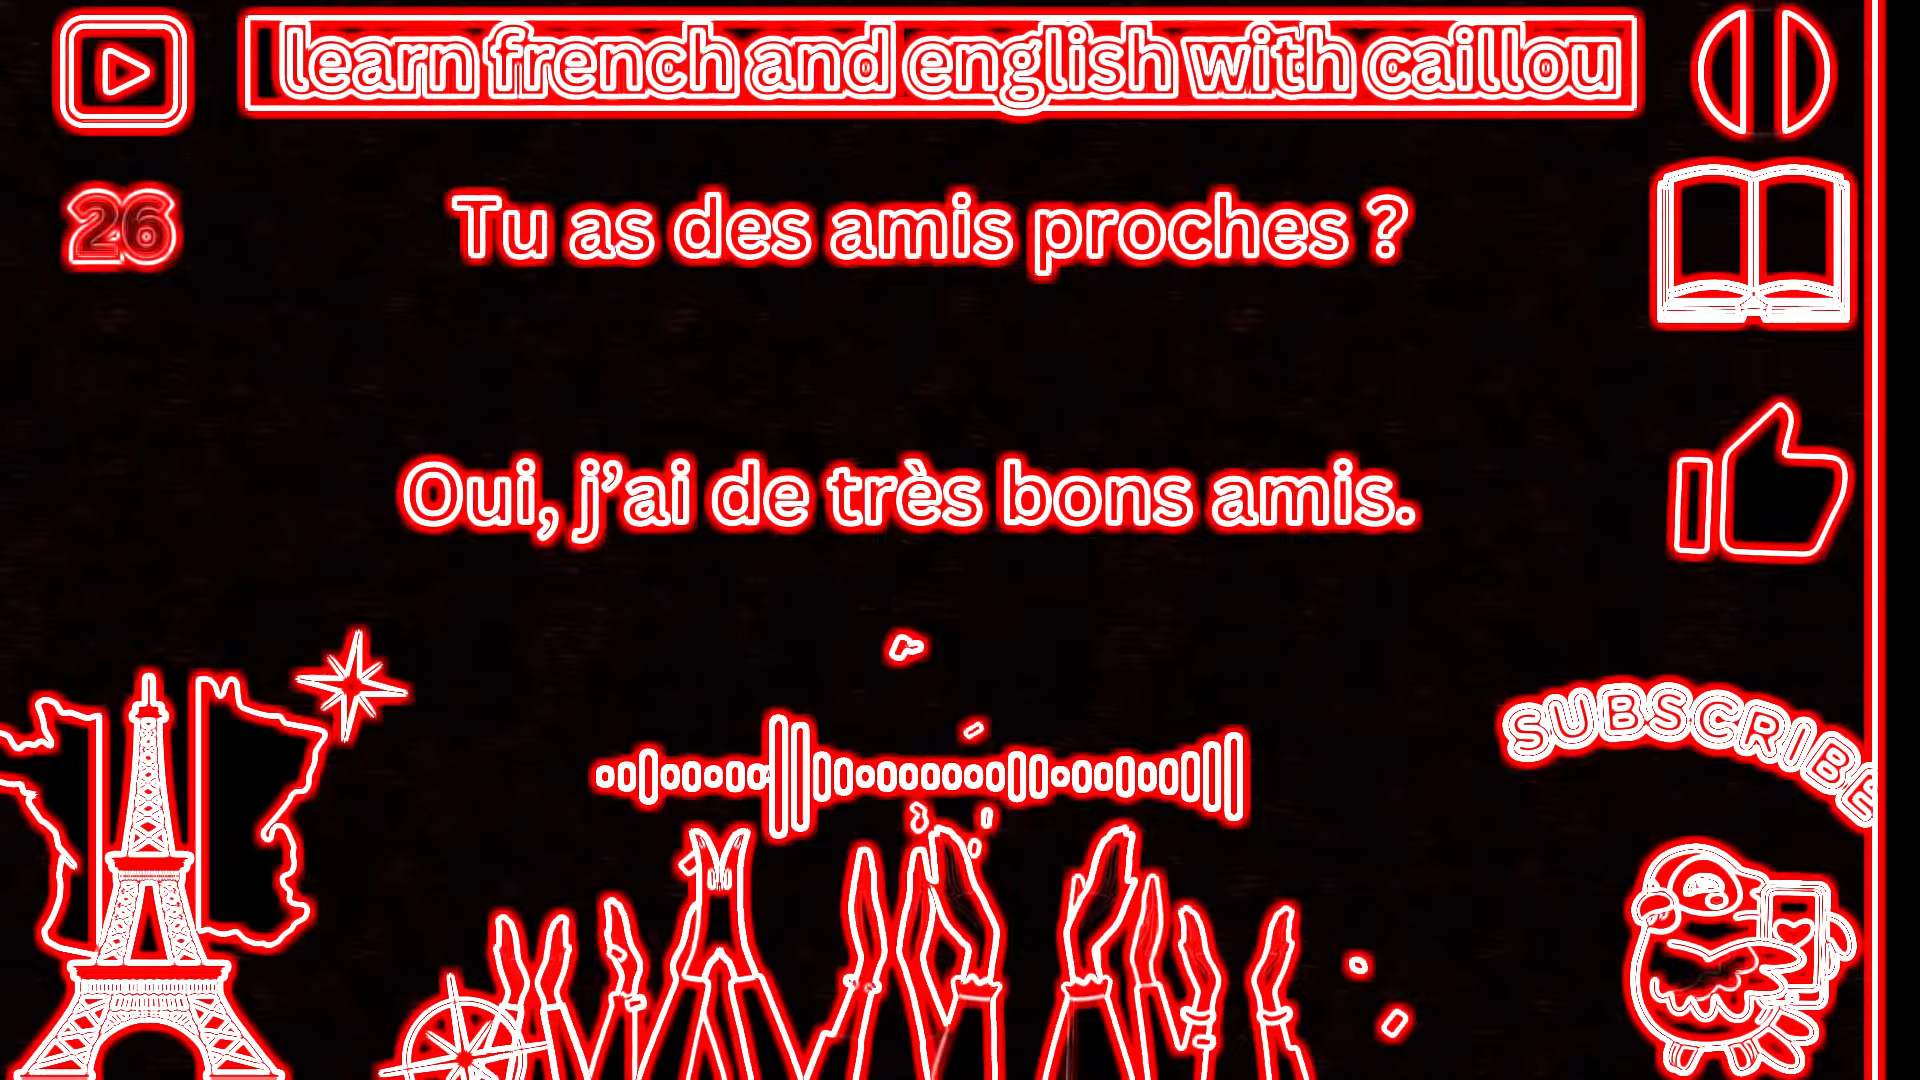 learn french and english with caillou
26
Tu as des amis proches ?
Oui, j’ai de très bons amis.
SUBSCRIBE